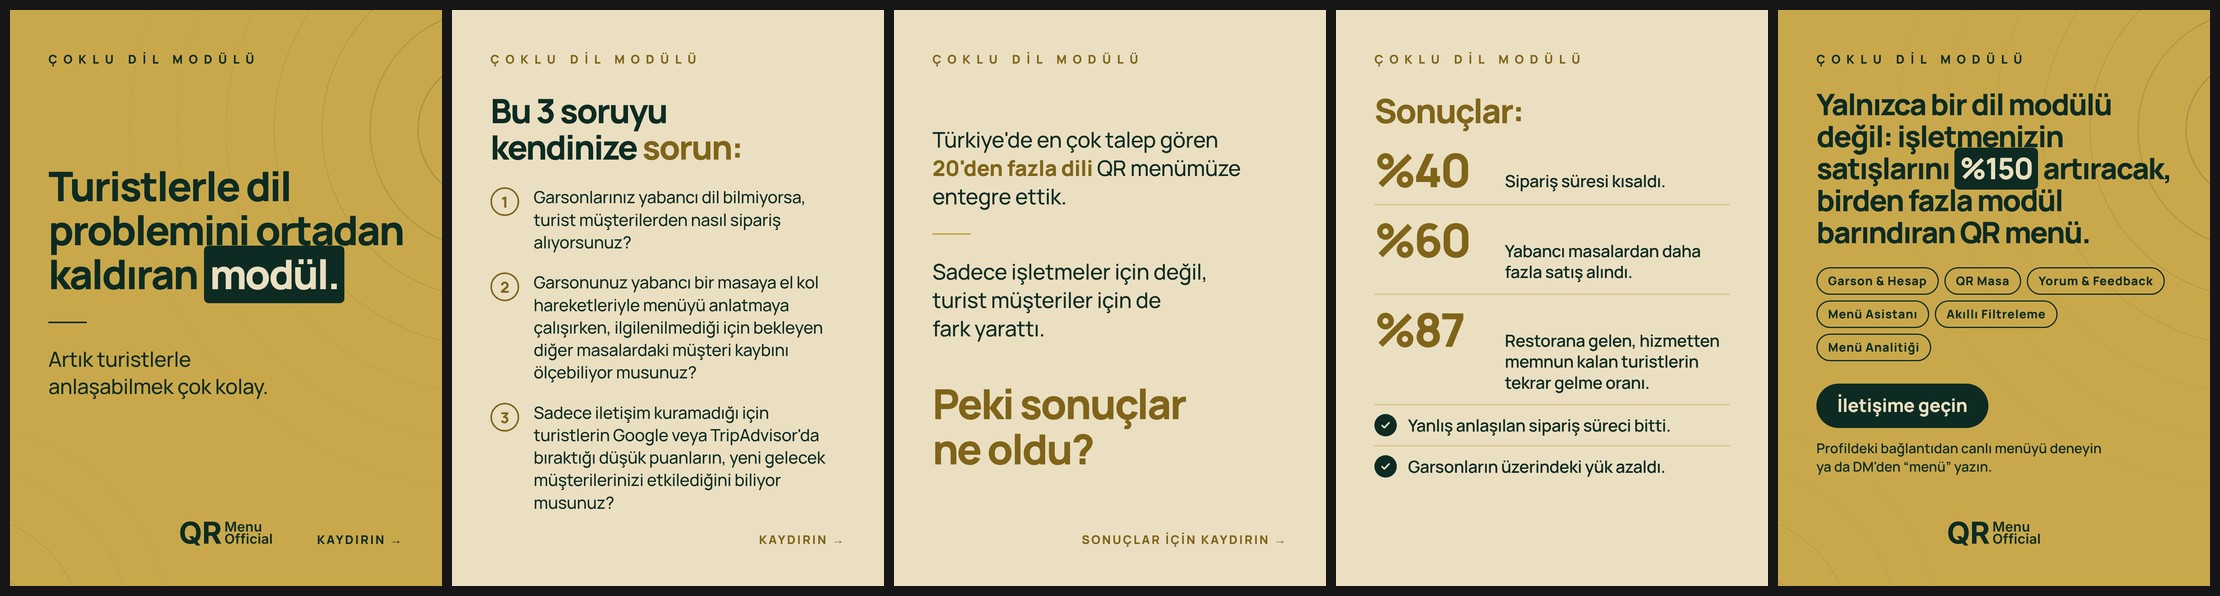 ÇOKLU DİL MODÜLÜ
Turistlerle dil
problemini ortadan
kaldıran modül.
Artık turistlerle
anlaşabilmek çok kolay.
QR Menu
Official
KAYDIRIN →
ÇOKLU DİL MODÜLÜ
Bu 3 soruyu
kendinize sorun:
1 Garsonlarınız yabancı dil bilmiyorsa,
turist müşterilerden nasıl sipariş
alıyorsunuz?
2 Garsonunuz yabancı bir masaya el kol
hareketleriyle menüyü anlatmaya
çalışırken, ilgilenilmediği için bekleyen
diğer masalardaki müşteri kaybını
ölçebiliyor musunuz?
3 Sadece iletişim kuramadığı için
turistlerin Google veya TripAdvisor'da
bıraktığı düşük puanların, yeni gelecek
müşterilerinizi etkilediğini biliyor
musunuz?
KAYDIRIN →
ÇOKLU DİL MODÜLÜ
Türkiye'de en çok talep gören
20'den fazla dili QR menümüze
entegre ettik.
Sadece işletmeler için değil,
turist müşteriler için de
fark yarattı.
Peki sonuçlar
ne oldu?
SONUÇLAR İÇİN KAYDIRIN →
ÇOKLU DİL MODÜLÜ
Sonuçlar:
%40 Sipariş süresi kısaldı.
%60 Yabancı masalardan daha
fazla satış alındı.
%87 Restorana gelen, hizmetten
memnun kalan turistlerin
tekrar gelme oranı.
Yanlış anlaşılan sipariş süreci bitti.
Garsonların üzerindeki yük azaldı.
ÇOKLU DİL MODÜLÜ
Yalnızca bir dil modülü
değil: işletmenizin
satışlarını %150 artıracak,
birden fazla modül
barındıran QR menü.
Garson & Hesap QR Masa Yorum & Feedback
Menü Asistanı Akıllı Filtreleme
Menü Analitiği
İletişime geçin
Profildeki bağlantıdan canlı menüyü deneyin
ya da DM'den “menü” yazın.
QR Menu
Official